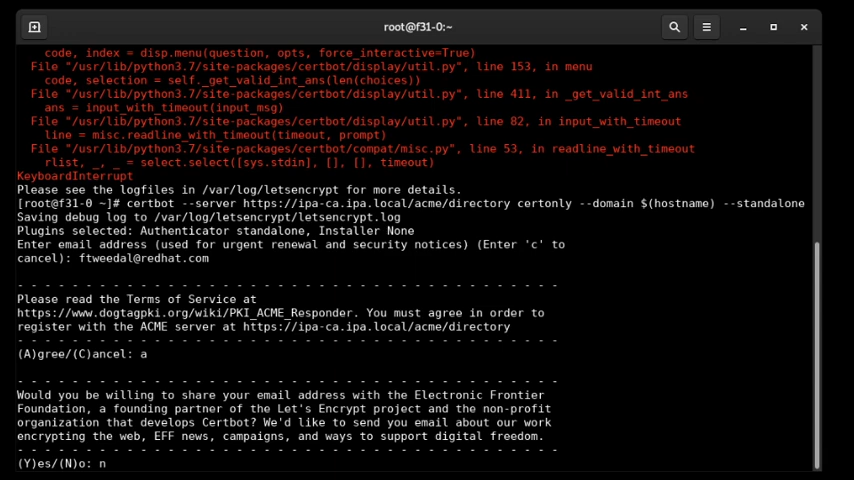 root@f31-0:~
code, index = disp.menu(question, opts, force_interactive=True)
File "/usr/lib/python3.7/site-packages/certbot/display/util.py", line 153, in menu
code, selection = self._get_valid_int_ans(len(choices))
File "/usr/lib/python3.7/site-packages/certbot/display/util.py", line 411, in _get_valid_int_ans
ans = input_with_timeout(input_msg)
File "/usr/lib/python3.7/site-packages/certbot/display/util.py", line 82, in input_with_timeout
line = misc.readline_with_timeout(timeout, prompt)
File "/usr/lib/python3.7/site-packages/certbot/compat/misc.py", line 53, in readline_with_timeout
rlist, _, _ = select.select([sys.stdin], [], [], timeout)
KeyboardInterrupt
Please see the logfiles in /var/log/letsencrypt for more details.
[root@f31-0 ~]# certbot --server https://ipa-ca.ipa.local/acme/directory certonly --domain $(hostname) --standalone
Saving debug log to /var/log/letsencrypt/letsencrypt.log
Plugins selected: Authenticator standalone, Installer None
Enter email address (used for urgent renewal and security notices) (Enter 'c' to
cancel): ftweedal@redhat.com
- - - - - - - - - - - - - - - - - - - - - - - - - - - - - - - - - - - - - - - -
Please read the Terms of Service at
https://www.dogtagpki.org/wiki/PKI_ACME_Responder. You must agree in order to
register with the ACME server at https://ipa-ca.ipa.local/acme/directory
- - - - - - - - - - - - - - - - - - - - - - - - - - - - - - - - - - - - - - - -
(A)gree/(C)ancel: a
- - - - - - - - - - - - - - - - - - - - - - - - - - - - - - - - - - - - - - - -
Would you be willing to share your email address with the Electronic Frontier
Foundation, a founding partner of the Let's Encrypt project and the non-profit
organization that develops Certbot? We'd like to send you email about our work
encrypting the web, EFF news, campaigns, and ways to support digital freedom.
- - - - - - - - - - - - - - - - - - - - - - - - - - - - - - - - - - - - - - - -
(Y)es/(N)o: n